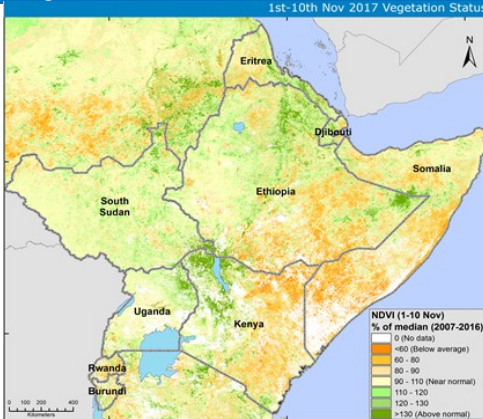 1st-10th Nov 2017 Vegetation Status
N
Eritrea
Djibouti
Somalia
Ethiopia
South
Sudan
Uganda
Kenya
Rwanda
Burundi
NDVI (1-10 Nov)
% of median (2007-2016)
0 (No data)
<60 (Below average)
60 - 80
80 - 90
90 - 110 (Near normal)
110 - 120
120 - 130
>130 (Above normal)
0 100 200 400
Kilometers